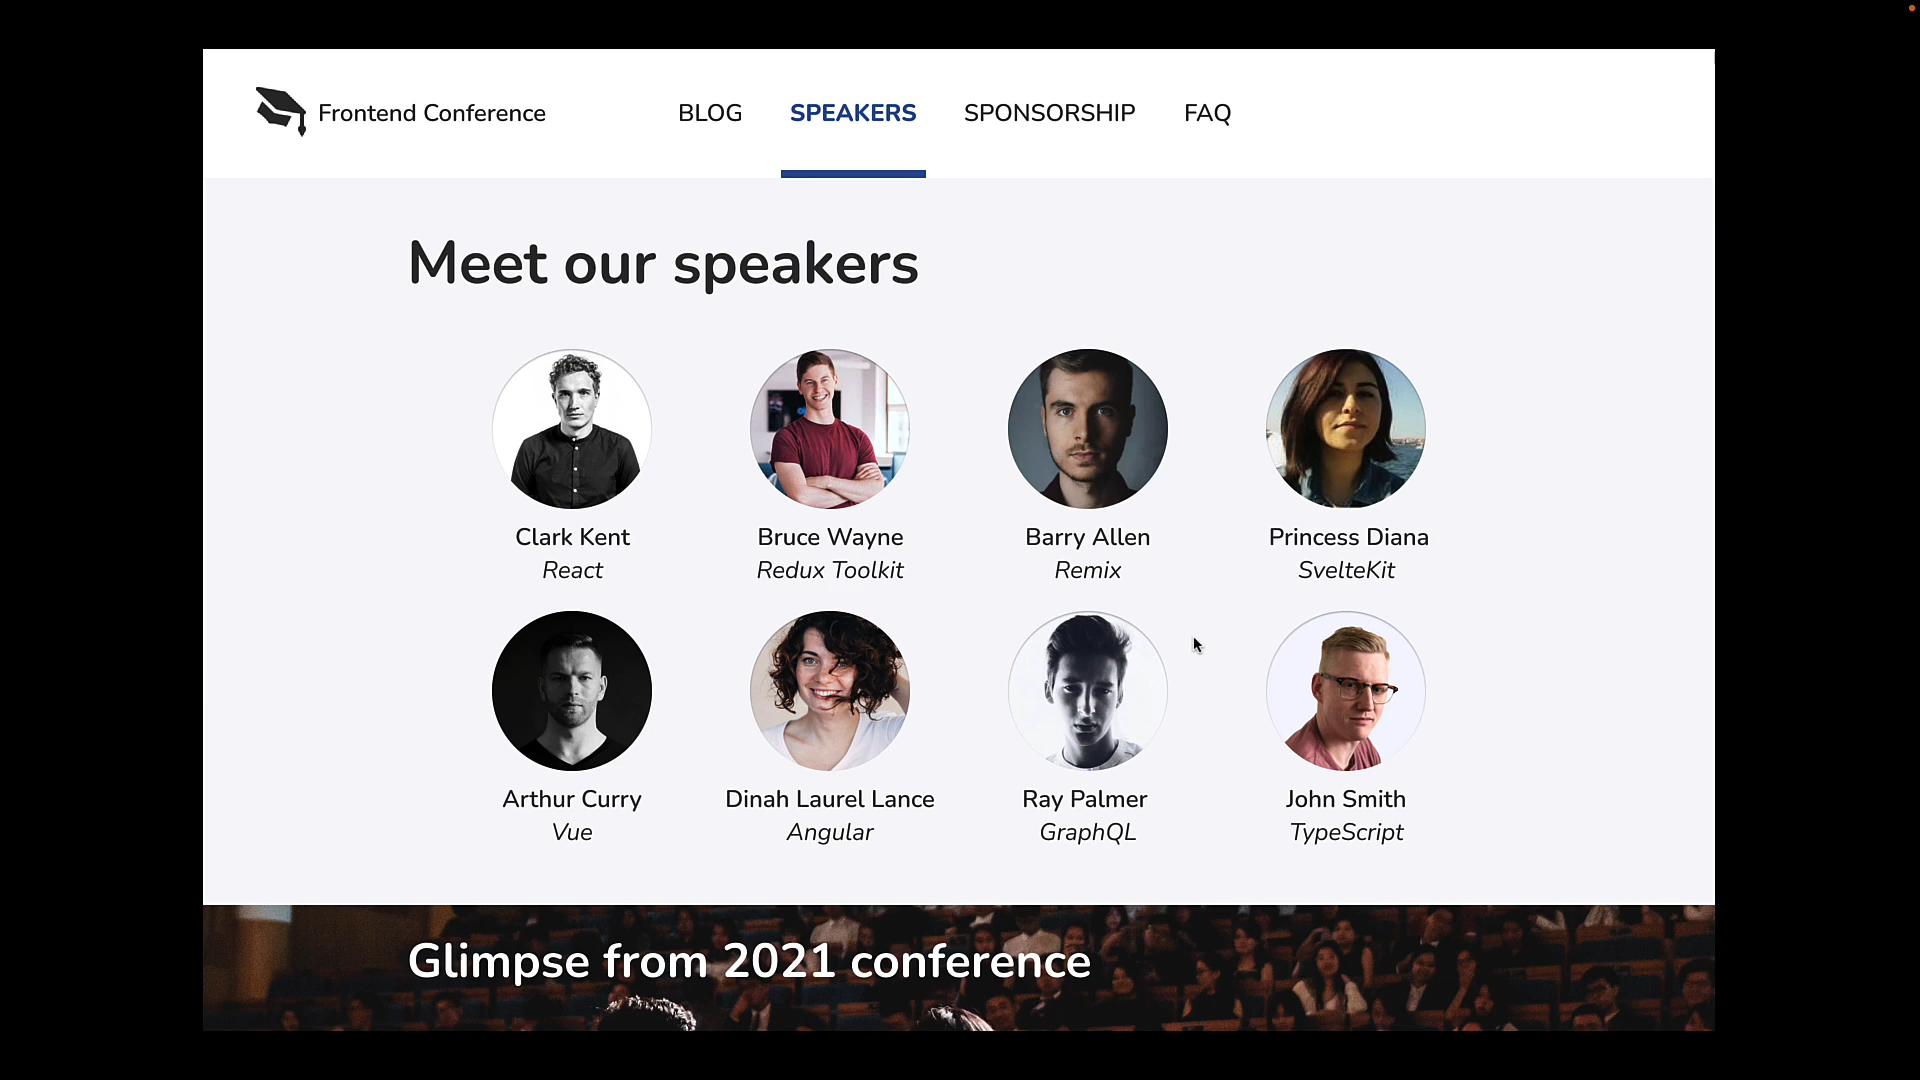 Frontend Conference
BLOG
SPEAKERS
SPONSORSHIP
FAQ
Meet our speakers
Clark Kent
React
Bruce Wayne
Redux Toolkit
Barry Allen
Remix
Princess Diana
SvelteKit
Arthur Curry
Vue
Dinah Laurel Lance
Angular
Ray Palmer
GraphQL
John Smith
TypeScript
Glimpse from 2021 conference